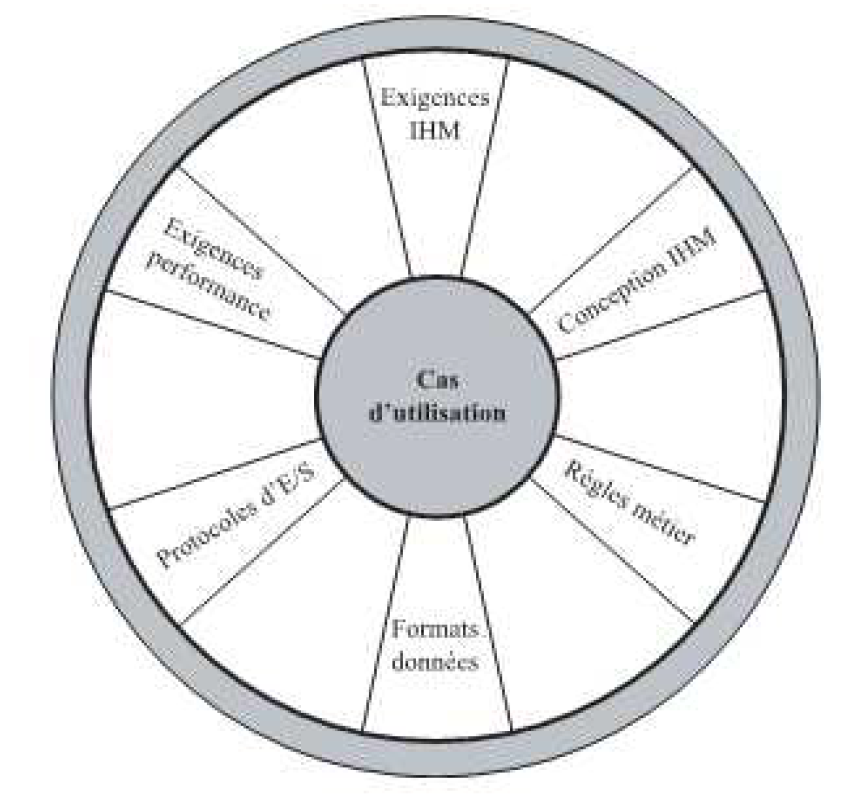 Exigences
IHM
Exigences
performance
Conception IHM
Cas
d'utilisation
Protocoles d'E/S
Règles métier
Formats
données